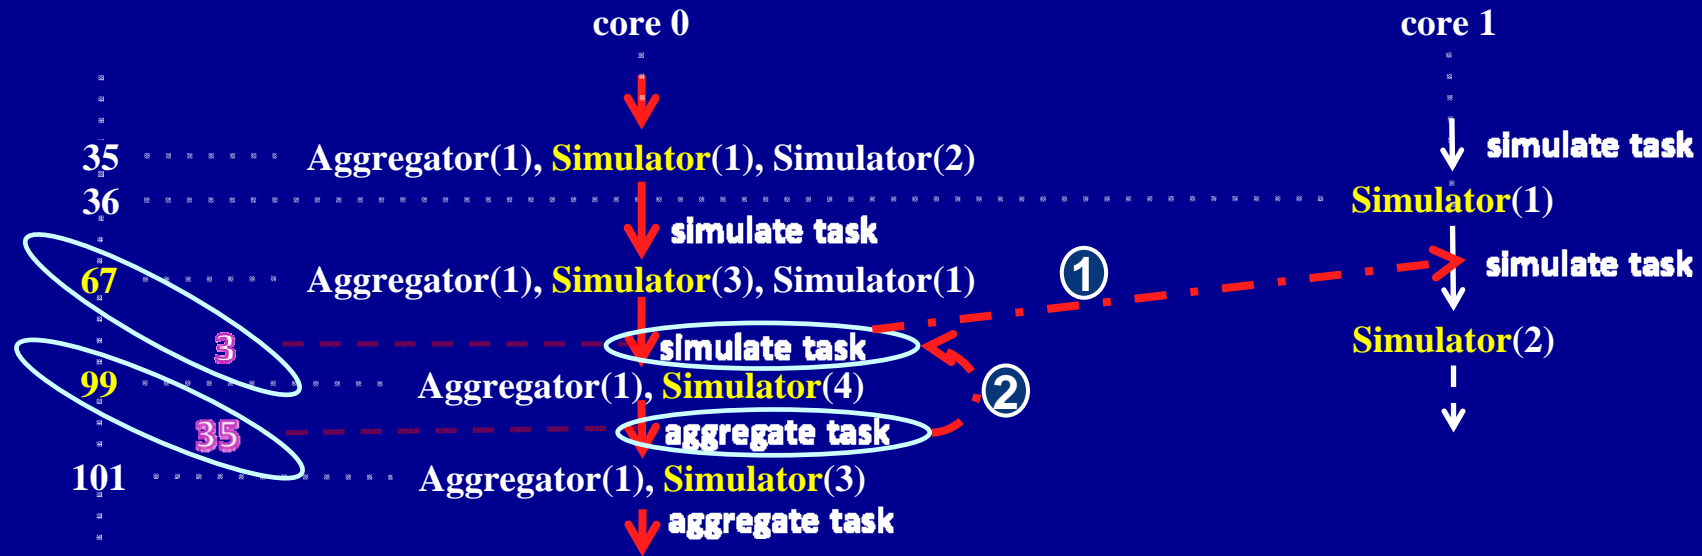 core 0 core 1
simulate task
35 Aggregator(1), Simulator(1), Simulator(2)
36 Simulator(1)
simulate task
simulate task
67 Aggregator(1), Simulator(3), Simulator(1)
1
3 simulate task
Simulator(2)
99 Aggregator(1), Simulator(4)
2
35 aggregate task
101 Aggregator(1), Simulator(3)
aggregate task